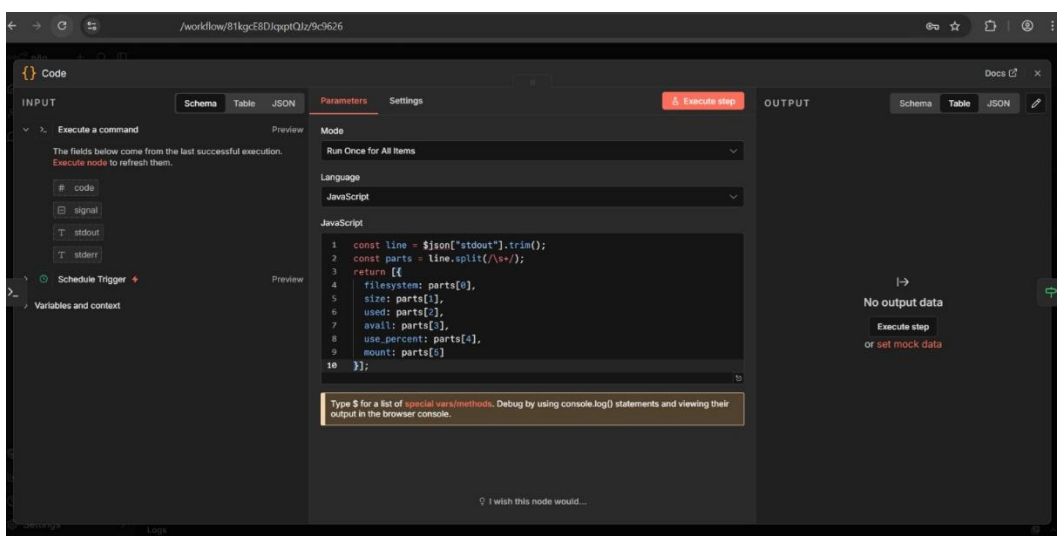 /workflow/81kgcE8DJqxptQJz/9c9626
{} Code
Docs
INPUT
Schema Table JSON
Execute a command
Preview
The fields below come from the last successful execution.
Execute node to refresh them.
# code
signal
T stdout
T stderr
Schedule Trigger
Preview
Variables and context
Parameters Settings
Execute step
Mode
Run Once for All Items
Language
JavaScript
JavaScript
1 const line = $json["stdout"].trim();
2 const parts = line.split(/\s+/);
3 return [{
4 filesystem: parts[0],
5 size: parts[1],
6 used: parts[2],
7 avail: parts[3],
8 use_percent: parts[4],
9 mount: parts[5]
10 }];
Type $ for a list of special vars/methods. Debug by using console.log() statements and viewing their
output in the browser console.
I wish this node would...
OUTPUT
Schema Table JSON
No output data
Execute step
or set mock data
Settings
Logs